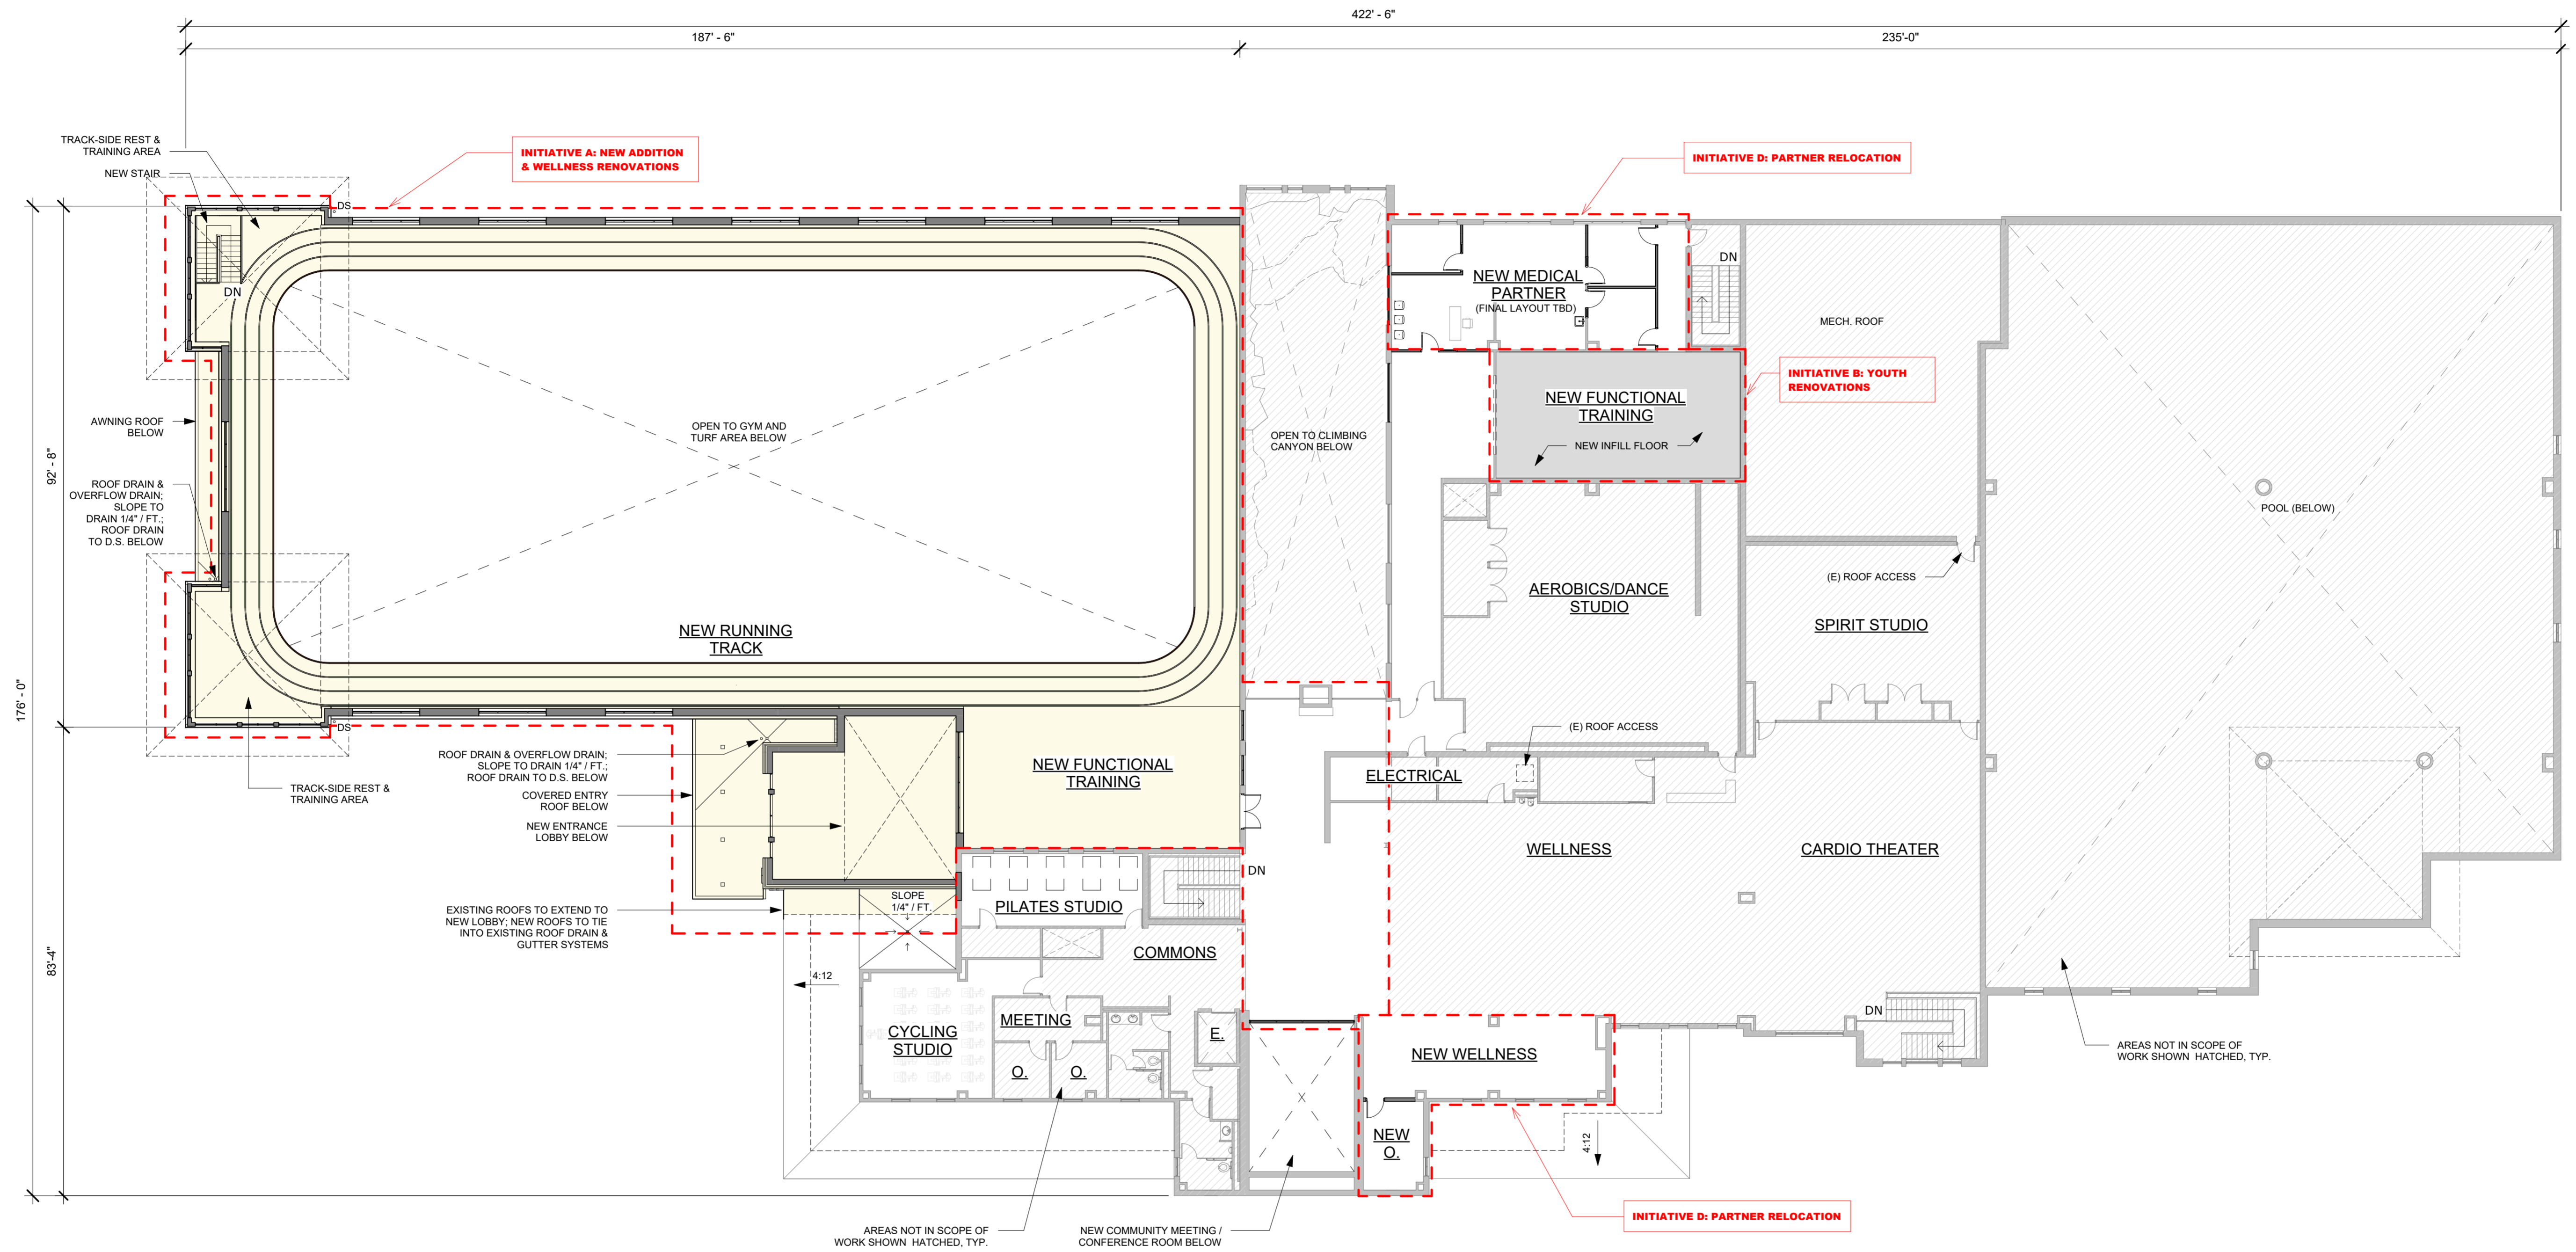 422' - 6"
187' - 6"
235'-0"
TRACK-SIDE REST &
TRAINING AREA
NEW STAIR
INITIATIVE A: NEW ADDITION
& WELLNESS RENOVATIONS
INITIATIVE D: PARTNER RELOCATION
DS
DN
DN
NEW MEDICAL
PARTNER
(FINAL LAYOUT TBD)
MECH. ROOF
INITIATIVE B: YOUTH
RENOVATIONS
NEW FUNCTIONAL
TRAINING
NEW INFILL FLOOR
AWNING ROOF
BELOW
OPEN TO GYM AND
TURF AREA BELOW
OPEN TO CLIMBING
CANYON BELOW
92' - 8"
ROOF DRAIN &
OVERFLOW DRAIN;
SLOPE TO
DRAIN 1/4" / FT.;
ROOF DRAIN
TO D.S. BELOW
POOL (BELOW)
(E) ROOF ACCESS
AEROBICS/DANCE
STUDIO
SPIRIT STUDIO
NEW RUNNING
TRACK
176' - 0"
DS
(E) ROOF ACCESS
ROOF DRAIN & OVERFLOW DRAIN;
SLOPE TO DRAIN 1/4" / FT.;
ROOF DRAIN TO D.S. BELOW
NEW FUNCTIONAL
TRAINING
ELECTRICAL
TRACK-SIDE REST &
TRAINING AREA
COVERED ENTRY
ROOF BELOW
NEW ENTRANCE
LOBBY BELOW
WELLNESS
CARDIO THEATER
DN
SLOPE
1/4" / FT.
PILATES STUDIO
EXISTING ROOFS TO EXTEND TO
NEW LOBBY; NEW ROOFS TO TIE
INTO EXISTING ROOF DRAIN &
GUTTER SYSTEMS
83'-4"
COMMONS
4:12
DN
CYCLING
STUDIO
MEETING
E.
NEW WELLNESS
AREAS NOT IN SCOPE OF
WORK SHOWN HATCHED, TYP.
O.
O.
NEW
O.
4:12
INITIATIVE D: PARTNER RELOCATION
AREAS NOT IN SCOPE OF
WORK SHOWN HATCHED, TYP.
NEW COMMUNITY MEETING /
CONFERENCE ROOM BELOW